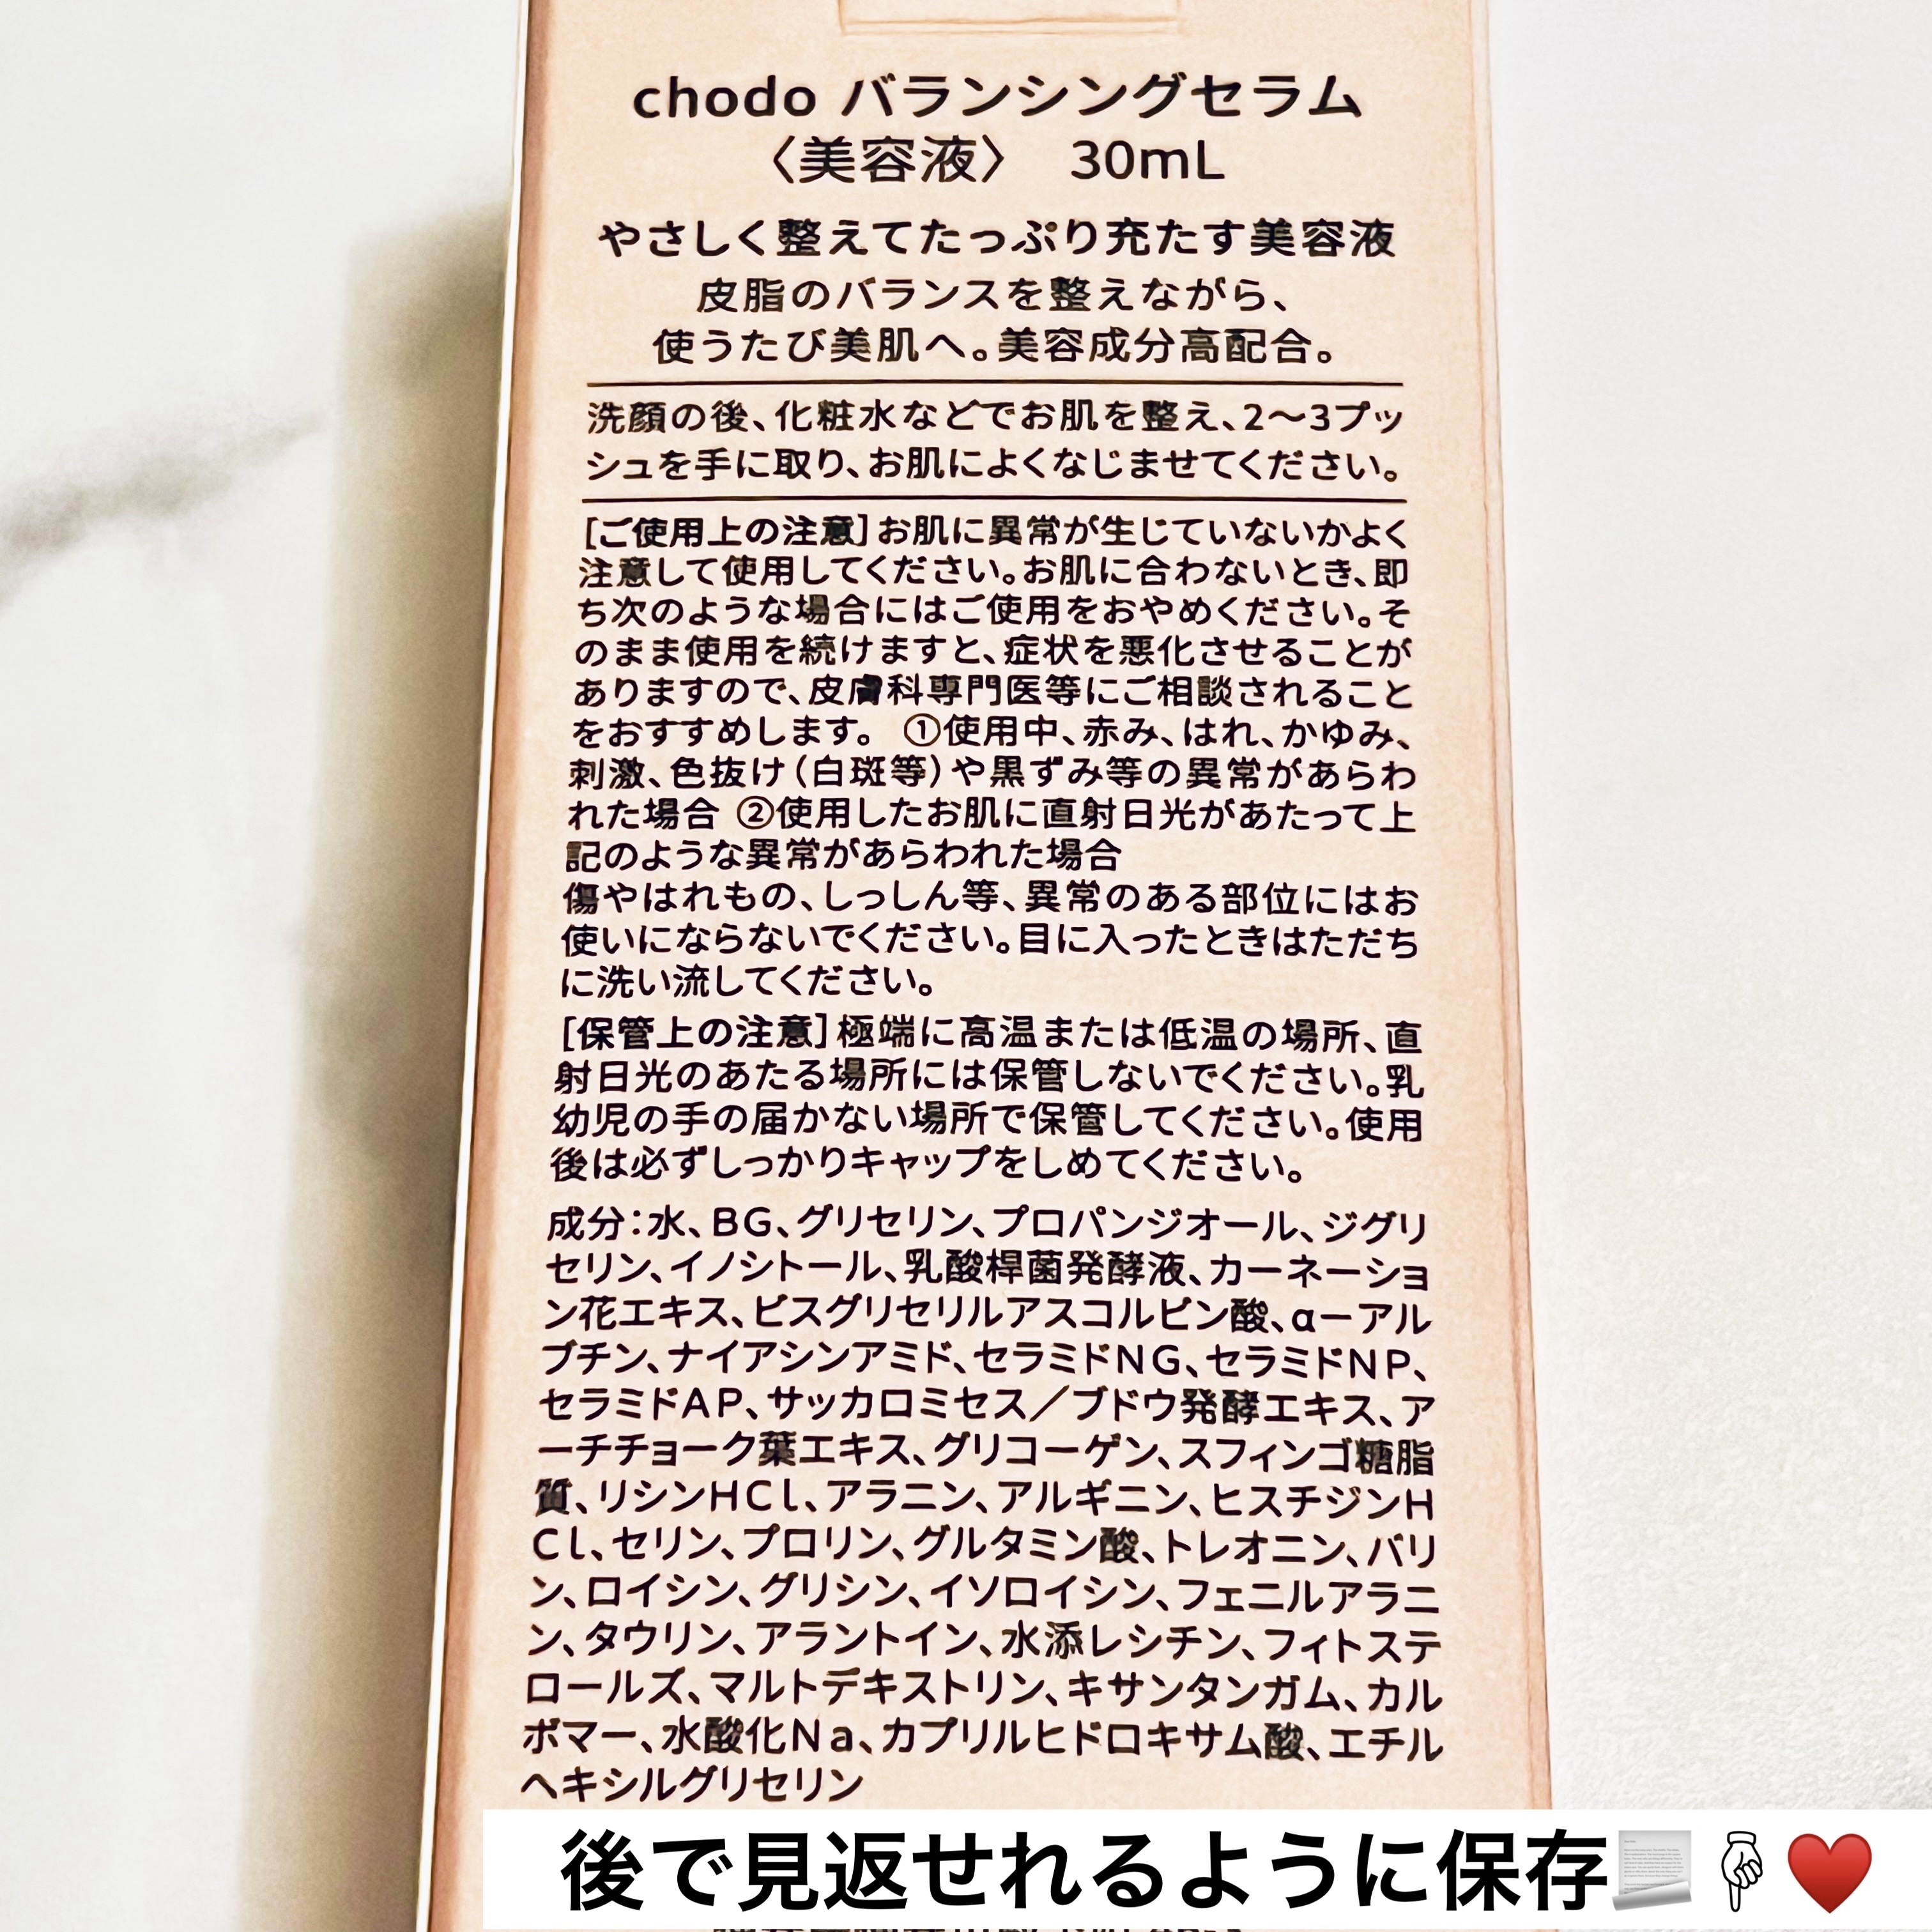 chodo バランシングセラム
〈美容液〉 30mL
やさしく整えてたっぷり充たす美容液
皮脂のバランスを整えながら、
使うたび美肌へ。美容成分高配合。
洗顔の後、化粧水などでお肌を整え、2〜3プッ
シュを手に取り、お肌によくなじませてください。
[ご使用上の注意]お肌に異常が生じていないかよく
注意して使用してください。お肌に合わないとき、即
ち次のような場合にはご使用をおやめください。そ
のまま使用を続けますと、症状を悪化させることが
ありますので、皮膚科専門医等にご相談されること
をおすすめします。 ①使用中、赤み、はれ、かゆみ、
刺激、色抜け(白斑等)や黒ずみ等の異常があらわ
れた場合 ②使用したお肌に直射日光があたって上
記のような異常があらわれた場合
傷やはれもの、しっしん等、異常のある部位にはお
使いにならないでください。目に入ったときはただち
に洗い流してください。
[保管上の注意]極端に高温または低温の場所、直
射日光のあたる場所には保管しないでください。乳
幼児の手の届かない場所で保管してください。使用
後は必ずしっかりキャップをしめてください。
成分:水、BG、グリセリン、プロパンジオール、ジグリ
セリン、イノシトール、乳酸桿菌発酵液、カーネーショ
ン花エキス、ビスグリセリルアスコルビン酸、α－アル
ブチン、ナイアシンアミド、セラミドNG、セラミドNP、
セラミドAP、サッカロミセス／ブドウ発酵エキス、ア
ーチチョーク葉エキス、グリコーゲン、スフィンゴ糖脂
質、リシンHCl、アラニン、アルギニン、ヒスチジンH
Cl、セリン、プロリン、グルタミン酸、トレオニン、バリ
ン、ロイシン、グリシン、イソロイシン、フェニルアラニ
ン、タウリン、アラントイン、水添レシチン、フィトステ
ロールズ、マルトデキストリン、キサンタンガム、カル
ボマー、水酸化Na、カプリルヒドロキサム酸、エチル
ヘキシルグリセリン
後で見返せれるように保存📃👇❤️